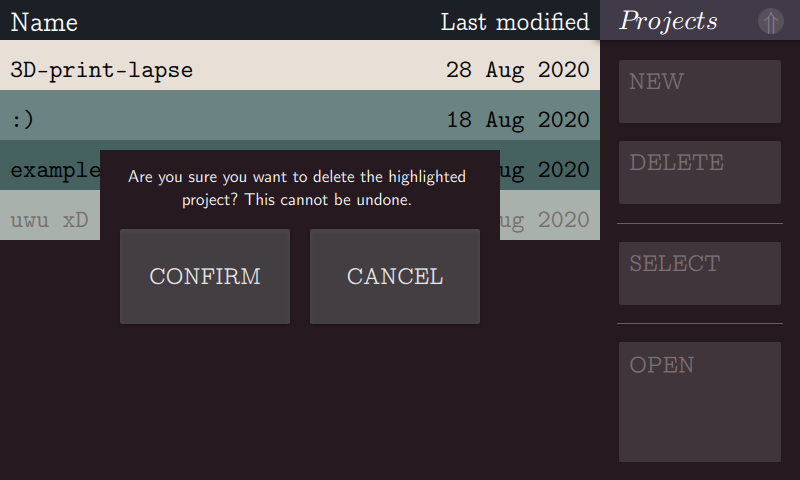 Name Last modified Projects
3D-print-lapse 28 Aug 2020
:) 18 Aug 2020
example ug 2020
uwu xD ug 2020
Are you sure you want to delete the highlighted
project? This cannot be undone.
CONFIRM CANCEL
NEW
DELETE
SELECT
OPEN